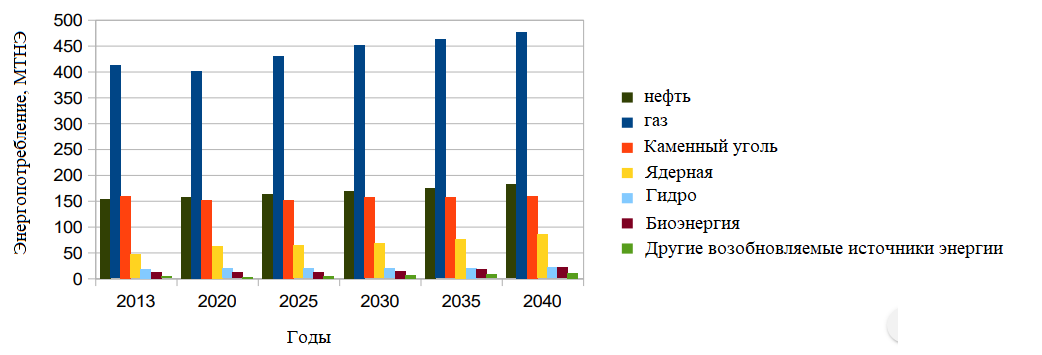 Энергопотребление, МТНЭ
500
450
400
350
300
250
200
150
100
50
0
2013 2020 2025 2030 2035 2040
Годы
нефть
газ
Каменный уголь
Ядерная
Гидро
Биоэнергия
Другие возобновляемые источники энергии